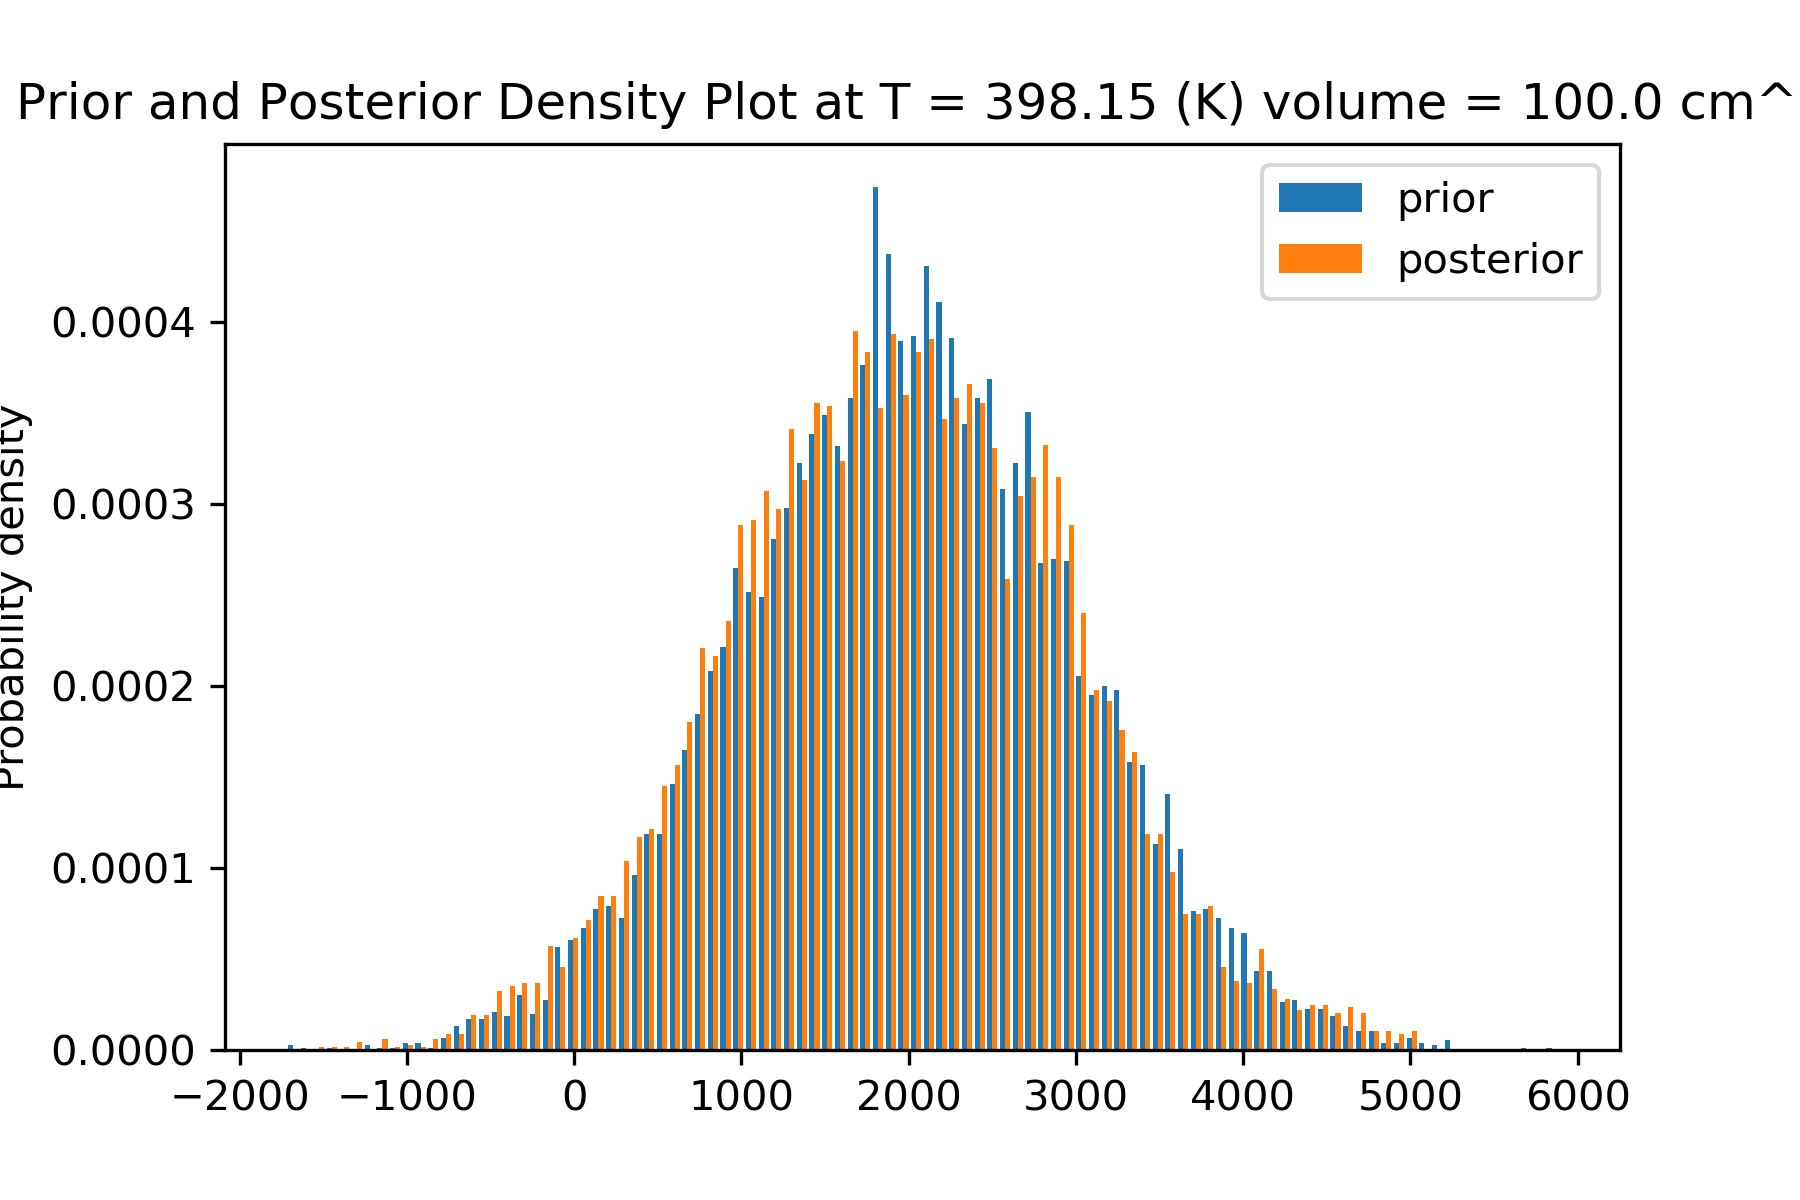 Prior and Posterior Density Plot at T = 398.15 (K) volume = 100.0 cm^
prior
posterior
Probability density
0.0004
0.0003
0.0002
0.0001
0.0000
−2000 −1000 0 1000 2000 3000 4000 5000 6000